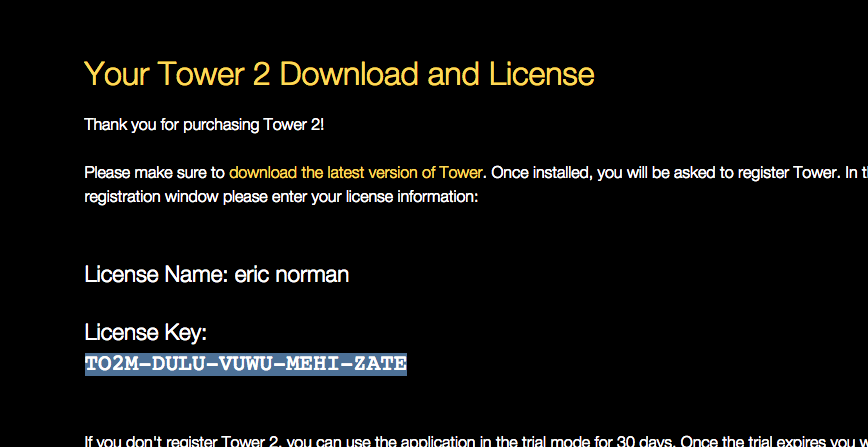 Your Tower 2 Download and License
Thank you for purchasing Tower 2!
Please make sure to download the latest version of Tower. Once installed, you will be asked to register Tower. In
registration window please enter your license information:
License Name: eric norman
License Key:
TO2M-DULU-VUWU-MEHI-ZATE
If you don't register Tower 2, you can use the application in the trial mode for 30 days. Once the trial expires you